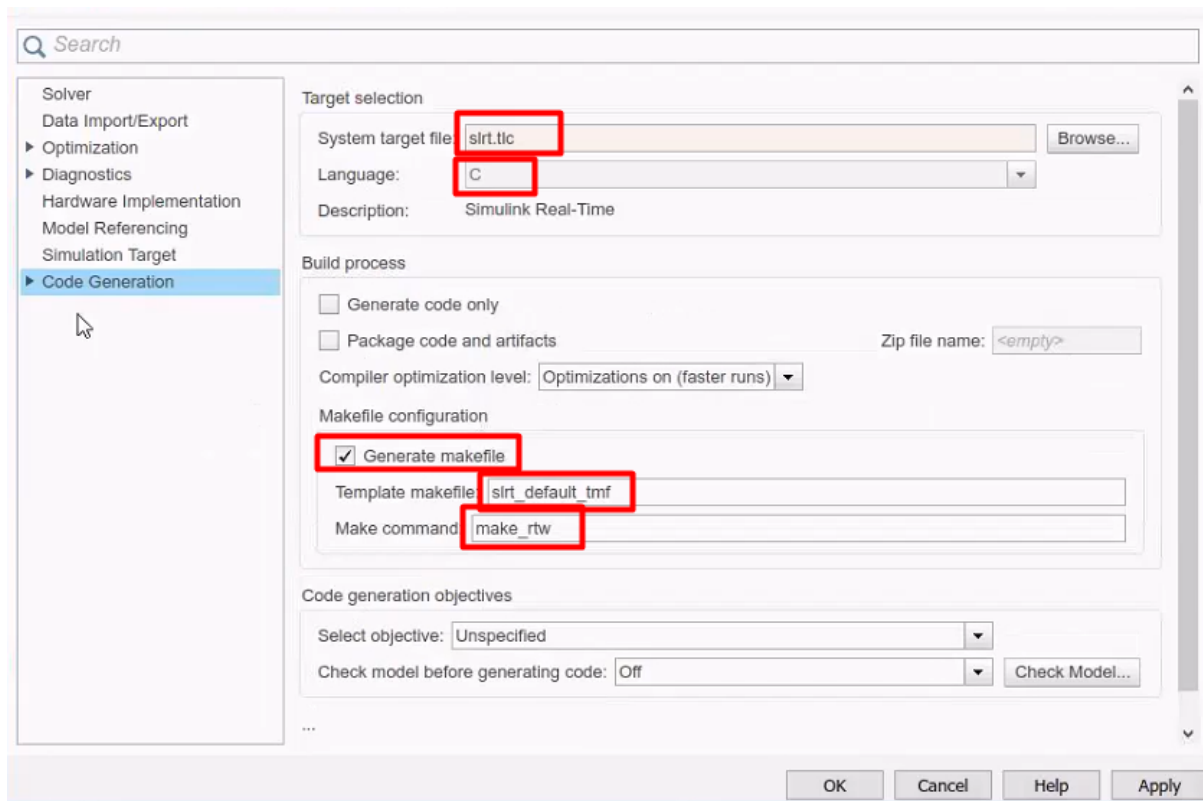 Search
Solver
Data Import/Export
Optimization
Diagnostics
Hardware Implementation
Model Referencing
Simulation Target
Code Generation
Target selection
System target file: slrt.tlc Browse...
Language: C
Description: Simulink Real-Time
Build process
Generate code only
Package code and artifacts Zip file name: <empty>
Compiler optimization level: Optimizations on (faster runs)
Makefile configuration
Generate makefile
Template makefile: slrt_default_tmf
Make command: make_rtw
Code generation objectives
Select objective: Unspecified
Check model before generating code: Off Check Model...
...
OK Cancel Help Apply